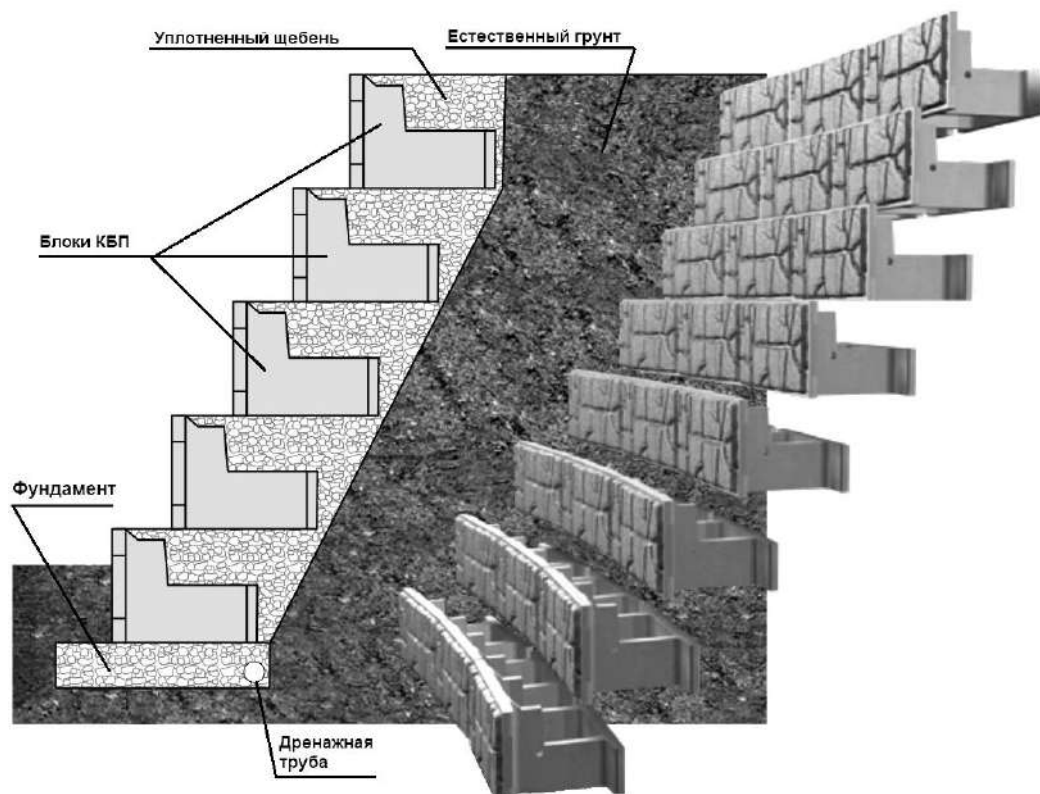 Уплотненный щебень
Естественный грунт
Блоки КБП
Фундамент
Дренажная
труба